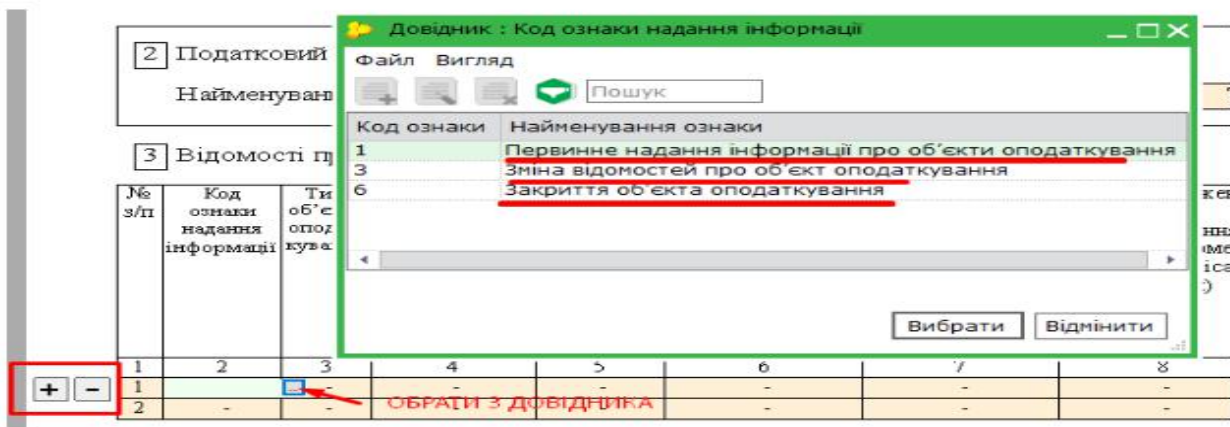 Довідник : Код ознаки надання інформації
Файл Вигляд
Пошук
Код ознаки Найменування ознаки
1 Первинне надання інформації про об'єкти оподаткування
3 Зміна відомостей про об'єкт оподаткування
6 Закриття об'єкта оподаткування
Вибрати Відмінити
2 Податковий
3 Відомості
№ з/п
Код ознаки надання інформації
1 2 3 4 5 6 7 8
+ - 1 ... - - - - - -
ОБРАТИ З ДОВІДНИКА
2 - - - - - - -